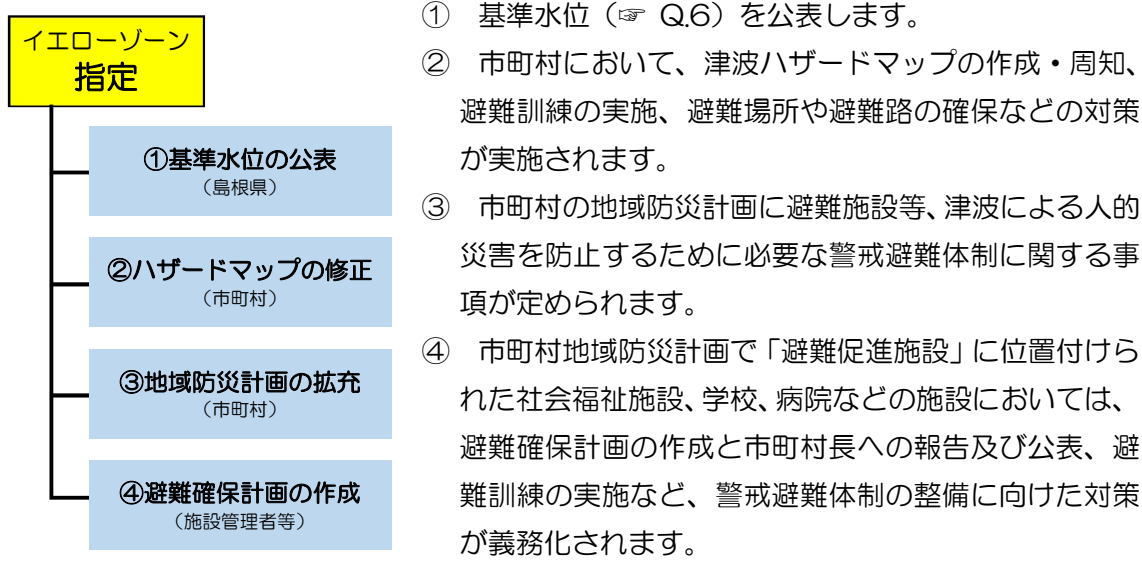 イエローゾーン
指定
①基準水位の公表
（島根県）
②ハザードマップの修正
（市町村）
③地域防災計画の拡充
（市町村）
④避難確保計画の作成
（施設管理者等）
① 基準水位（☞ Q.6）を公表します。
② 市町村において、津波ハザードマップの作成・周知、
避難訓練の実施、避難場所や避難路の確保などの対策
が実施されます。
③ 市町村の地域防災計画に避難施設等、津波による人的
災害を防止するために必要な警戒避難体制に関する事
項が定められます。
④ 市町村地域防災計画で「避難促進施設」に位置付けら
れた社会福祉施設、学校、病院などの施設においては、
避難確保計画の作成と市町村長への報告及び公表、避
難訓練の実施など、警戒避難体制の整備に向けた対策
が義務化されます。